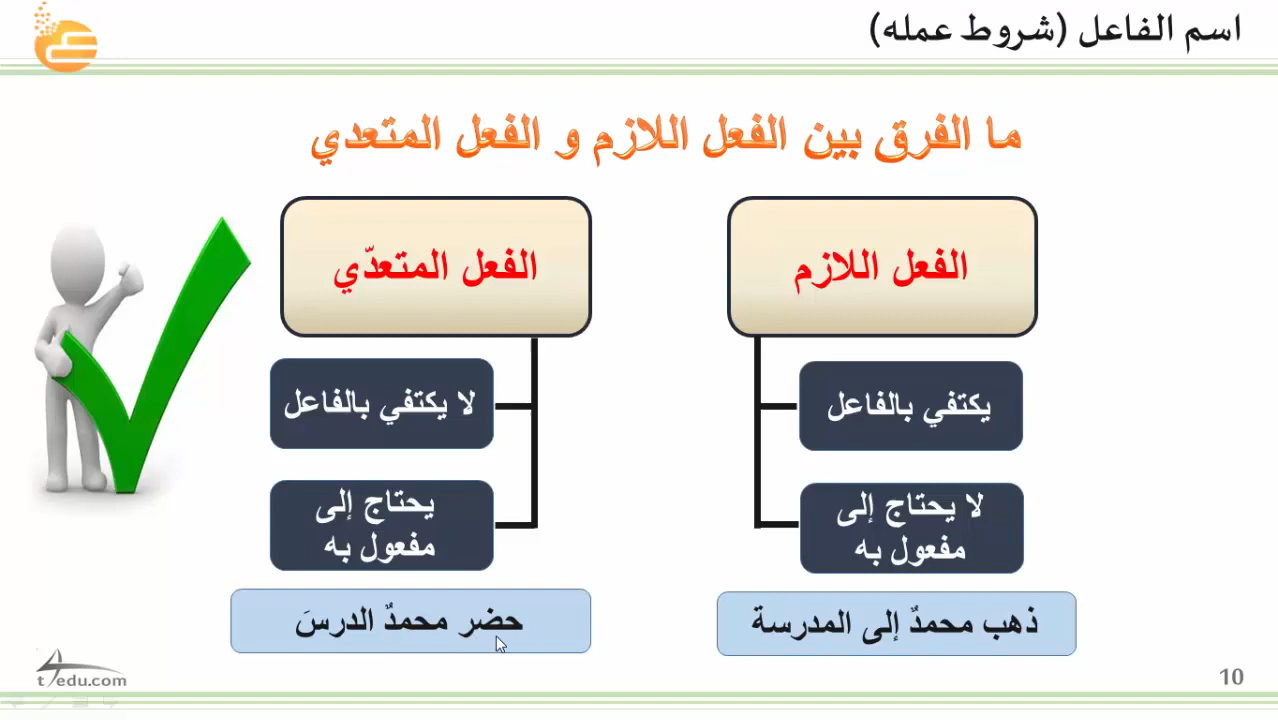 اسم الفاعل (شروط عمله)
ما الفرق بين الفعل اللازم و الفعل المتعدي
الفعل اللازم
يكتفي بالفاعل
لا يحتاج إلى
مفعول به
ذهب محمدٌ إلى المدرسة
الفعل المتعدّي
لا يكتفي بالفاعل
يحتاج إلى
مفعول به
حضر محمدٌ الدرسَ
t4edu.com
10